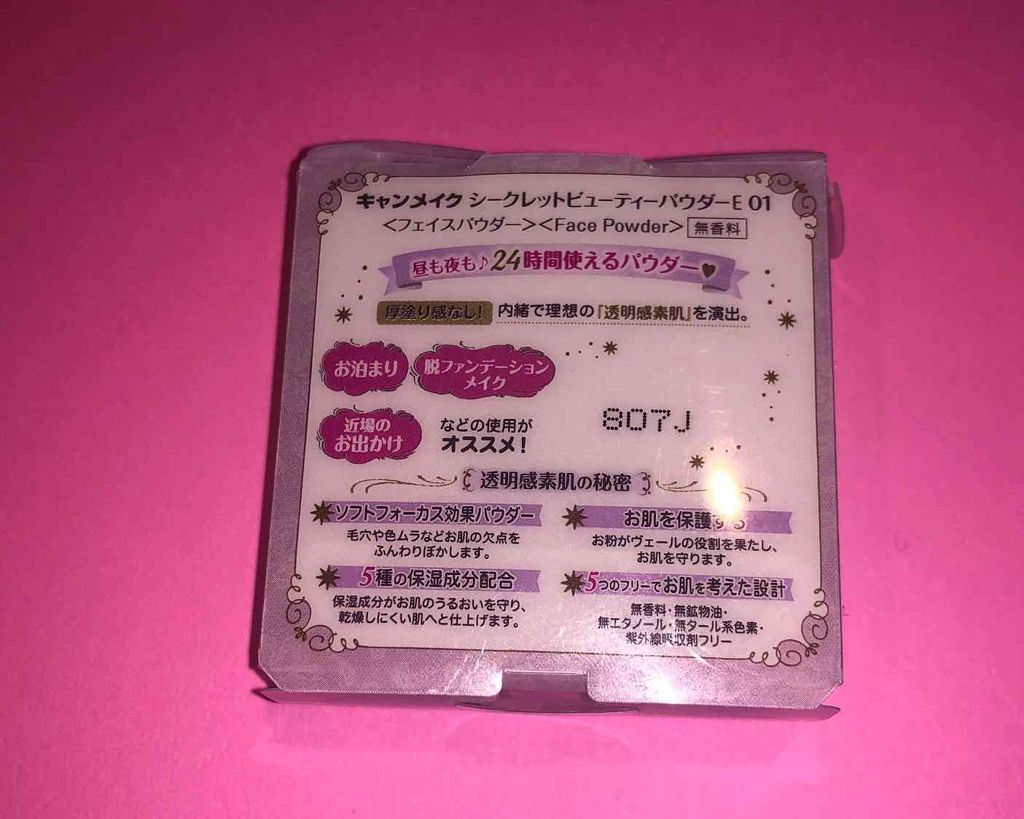 キャンメイク シークレットビューティーパウダーE 01
<フェイスパウダー><Face Powder> 無香料
昼も夜も♪24時間使えるパウダー♥
厚塗り感なし! 内緒で理想の『透明感素肌』を演出。
お泊まり
脱ファンデーション
メイク
近場の
お出かけ
などの使用が
オススメ!
807J
透明感素肌の秘密
ソフトフォーカス効果パウダー
毛穴や色ムラなどお肌の欠点を
ふんわりぼかします。
お肌を保護する
お粉がヴェールの役割を果たし、
お肌を守ります。
5種の保湿成分配合
保湿成分がお肌のうるおいを守り、
乾燥しにくい肌へと仕上げます。
5つのフリーでお肌を考えた設計
無香料・無鉱物油・
無エタノール・無タール系色素・
紫外線吸収剤フリー